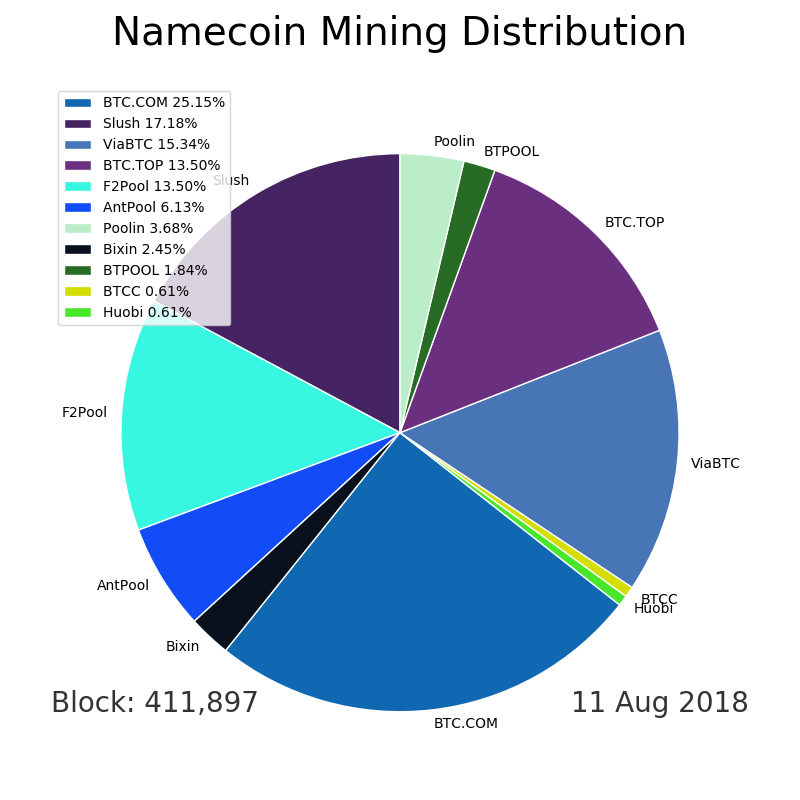 Namecoin Mining Distribution
BTC.COM 25.15%
Slush 17.18%
ViaBTC 15.34%
BTC.TOP 13.50%
F2Pool 13.50%
AntPool 6.13%
Poolin 3.68%
Bixin 2.45%
BTPOOL 1.84%
BTCC 0.61%
Huobi 0.61%
Poolin
BTPOOL
Slush
BTC.TOP
F2Pool
ViaBTC
AntPool
BTCC
Huobi
Bixin
BTC.COM
Block: 411,897
11 Aug 2018